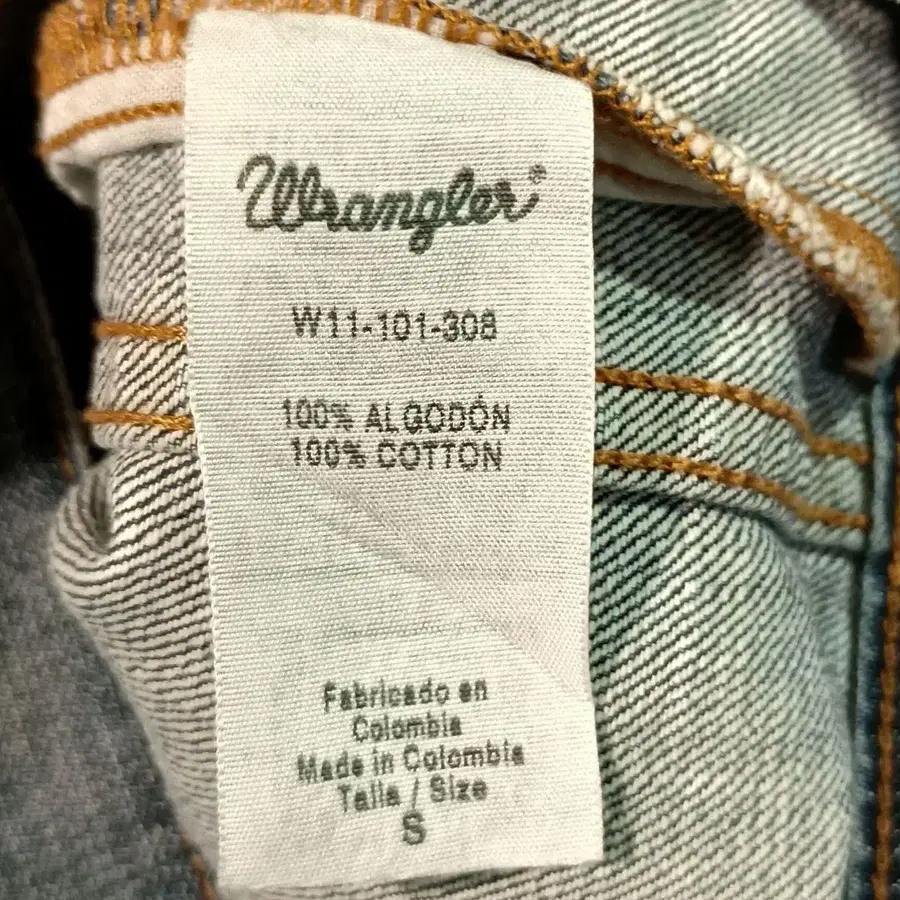 Wrangler®
W11-101-308
100% ALGODÓN
100% COTTON
Fabricado en
Colombia
Made in Colombia
Talla / Size
S